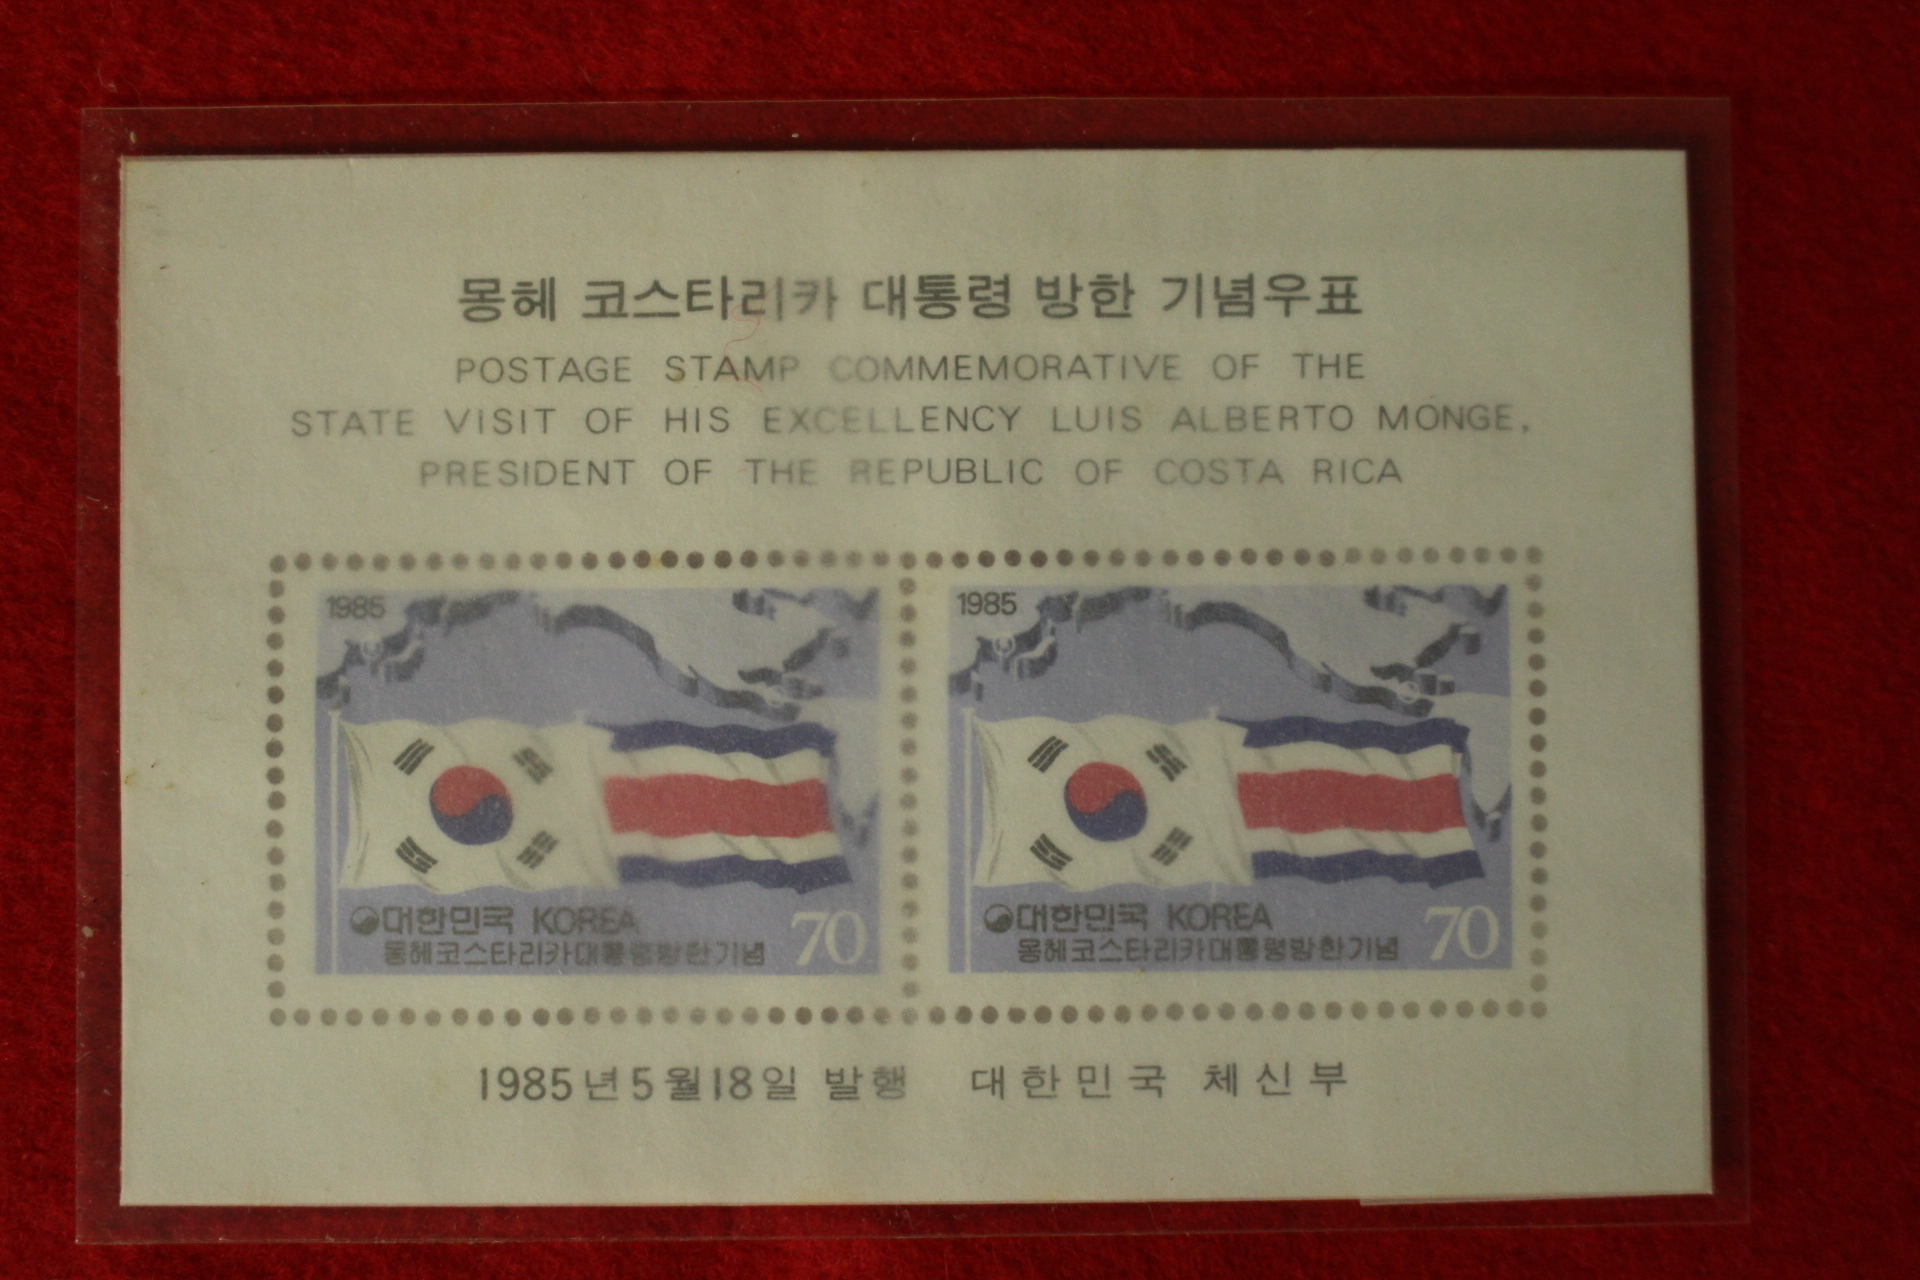 몽헤 코스타리카 대통령 방한 기념우표
POSTAGE STAMP COMMEMORATIVE OF THE
STATE VISIT OF HIS EXCELLENCY LUIS ALBERTO MONGE,
PRESIDENT OF THE REPUBLIC OF COSTA RICA
1985
대한민국 KOREA
몽헤코스타리카대통령방한기념
70
1985
대한민국 KOREA
몽헤코스타리카대통령방한기념
70
1985년5월18일 발행 대한민국 체신부